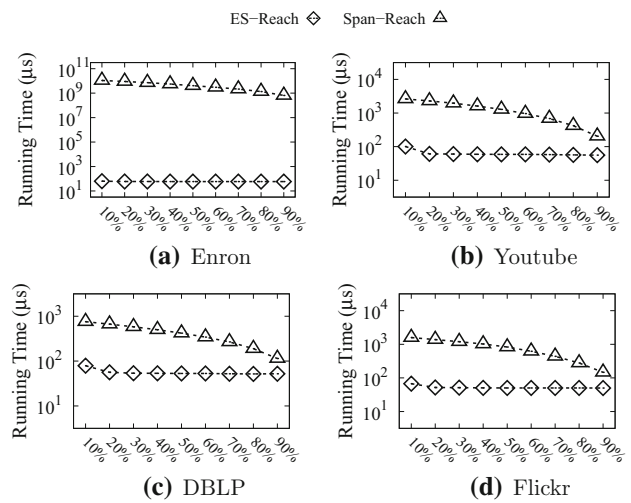 ES−Reach Span−Reach
Running Time (µs)
10^11
10^9
10^7
10^5
10^3
10^1
10% 20% 30% 40% 50% 60% 70% 80% 90%
(a) Enron
Running Time (µs)
10^4
10^3
10^2
10^1
10% 20% 30% 40% 50% 60% 70% 80% 90%
(b) Youtube
Running Time (µs)
10^3
10^2
10^1
10% 20% 30% 40% 50% 60% 70% 80% 90%
(c) DBLP
Running Time (µs)
10^4
10^3
10^2
10^1
10% 20% 30% 40% 50% 60% 70% 80% 90%
(d) Flickr